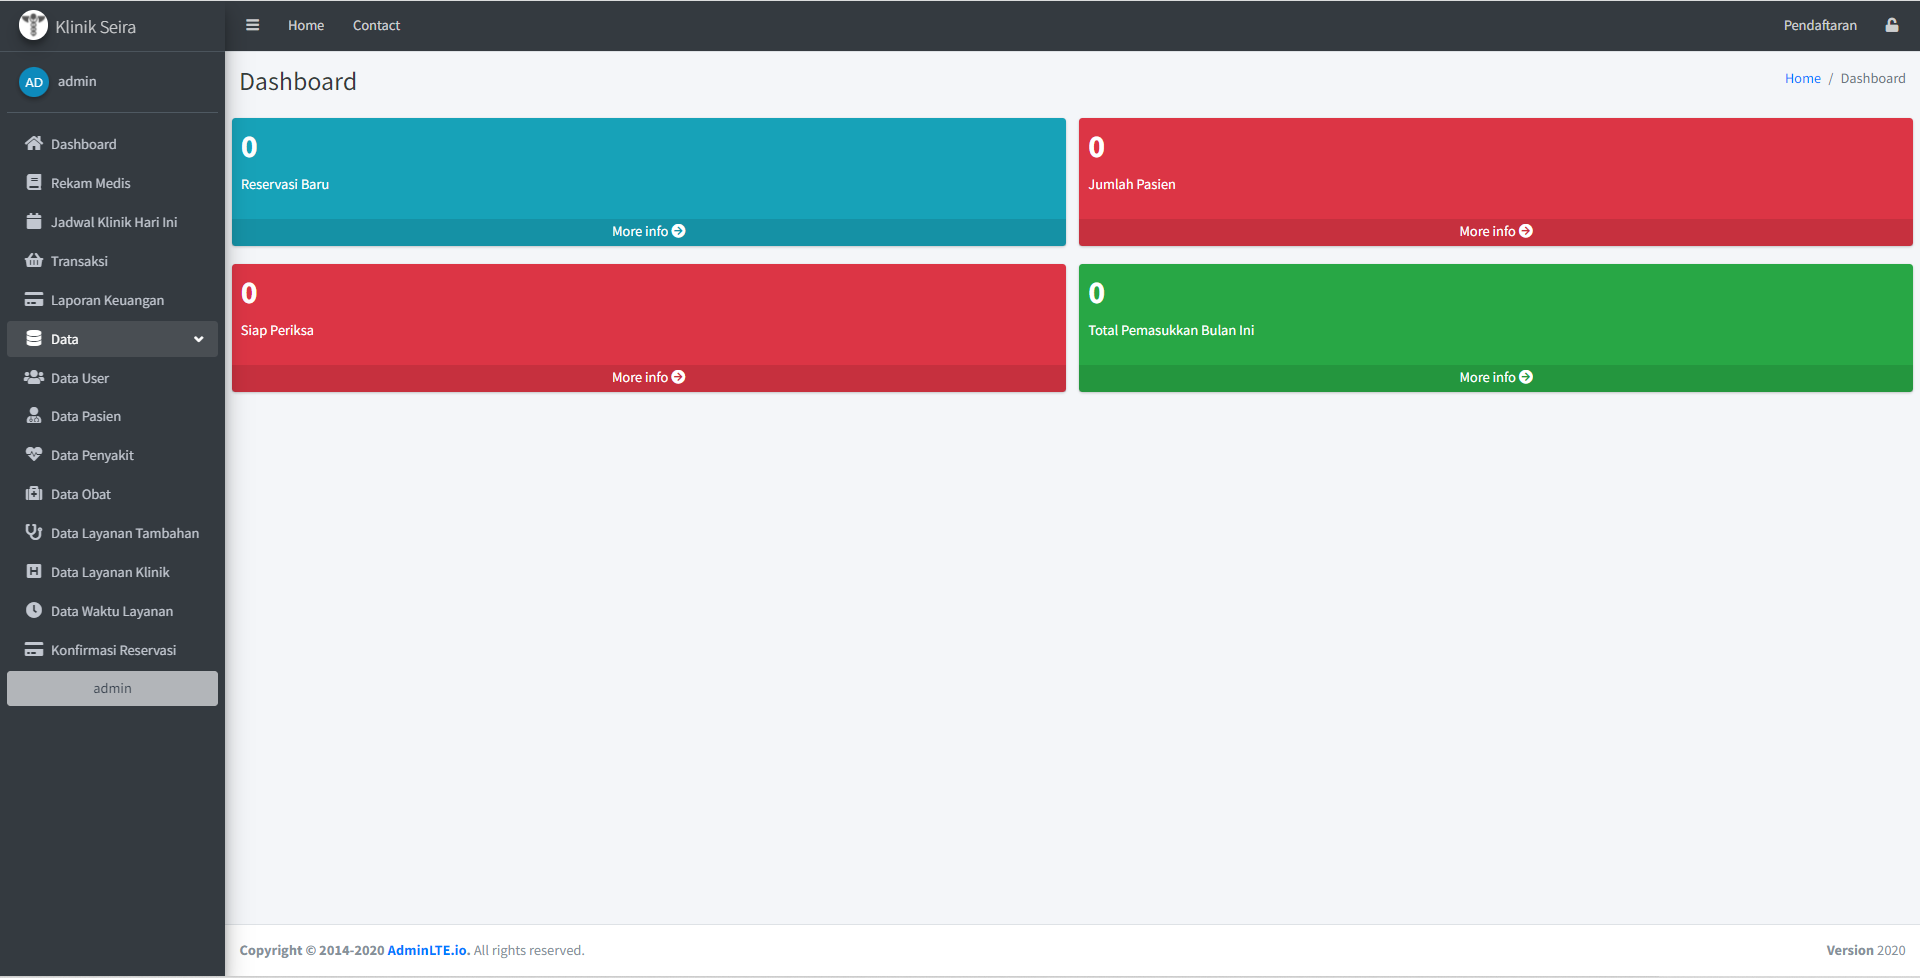 Klinik Seira
Home
Contact
Pendaftaran
AD
admin
Dashboard
Rekam Medis
Jadwal Klinik Hari Ini
Transaksi
Laporan Keuangan
Data
Data User
Data Pasien
Data Penyakit
Data Obat
Data Layanan Tambahan
Data Layanan Klinik
Data Waktu Layanan
Konfirmasi Reservasi
admin
Dashboard
Home / Dashboard
0
Reservasi Baru
More info
0
Jumlah Pasien
More info
0
Siap Periksa
More info
0
Total Pemasukkan Bulan Ini
More info
Copyright © 2014-2020 AdminLTE.io. All rights reserved.
Version 2020